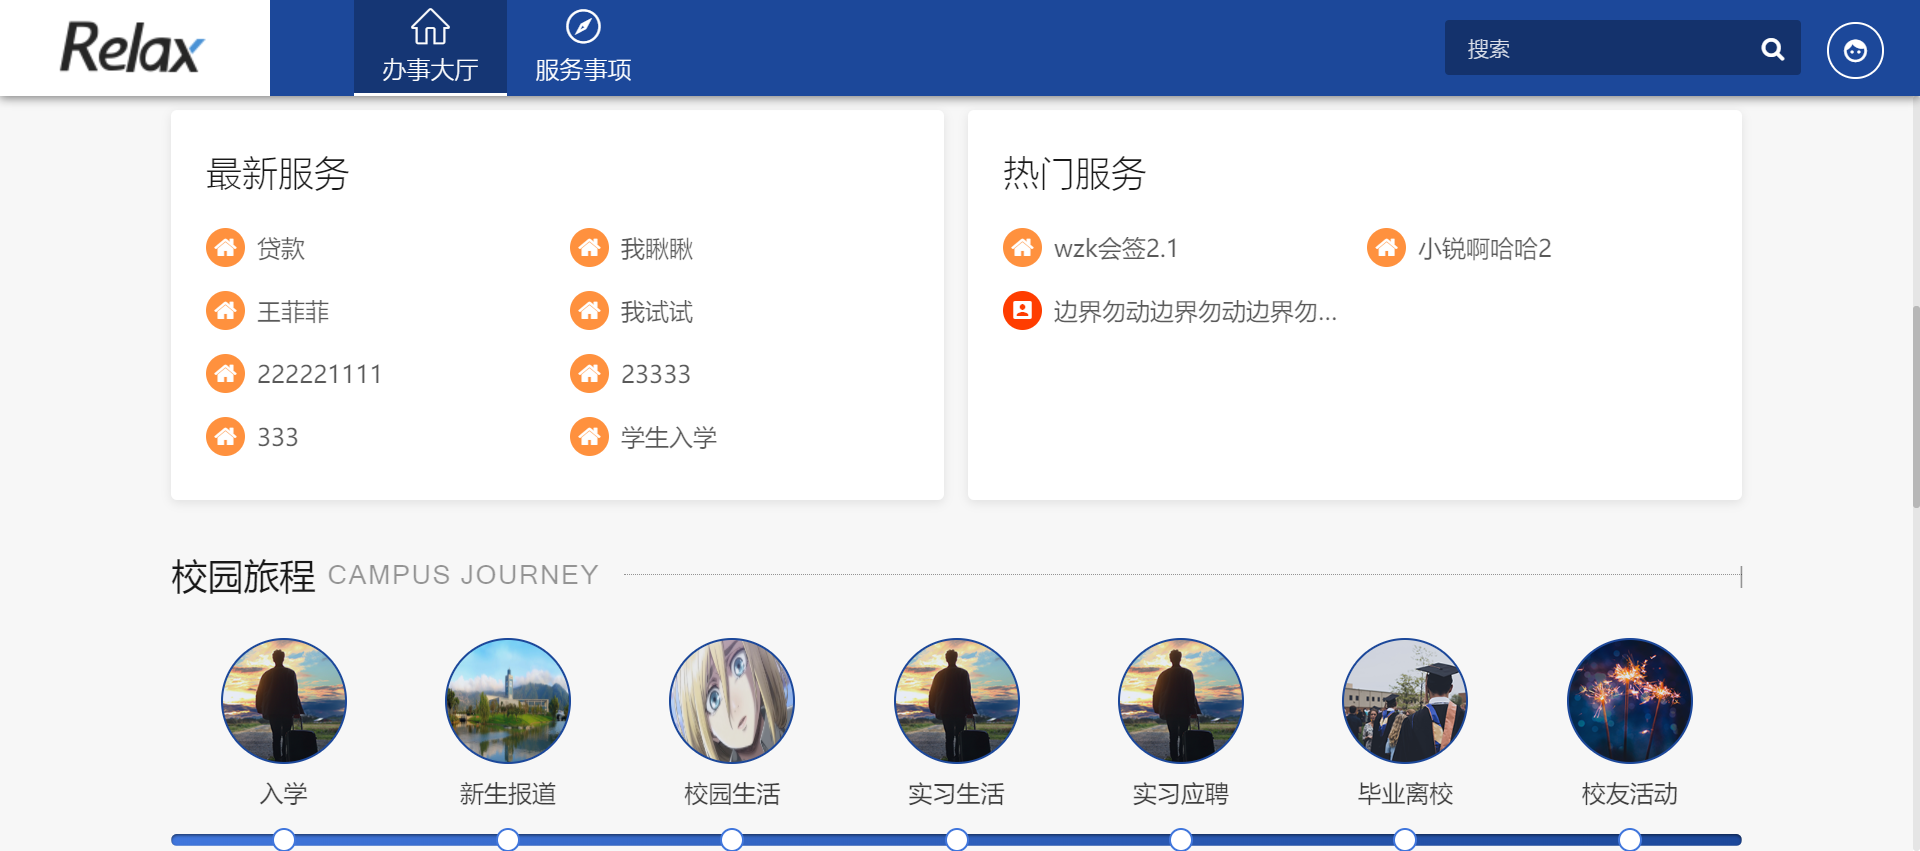 Relax
办事大厅
服务事项
搜索
最新服务
贷款
我瞅瞅
王菲菲
我试试
222221111
23333
333
学生入学
热门服务
wzk会签2.1
小锐啊哈哈2
边界勿动边界勿动边界勿...
校园旅程 CAMPUS JOURNEY
入学
新生报道
校园生活
实习生活
实习应聘
毕业离校
校友活动